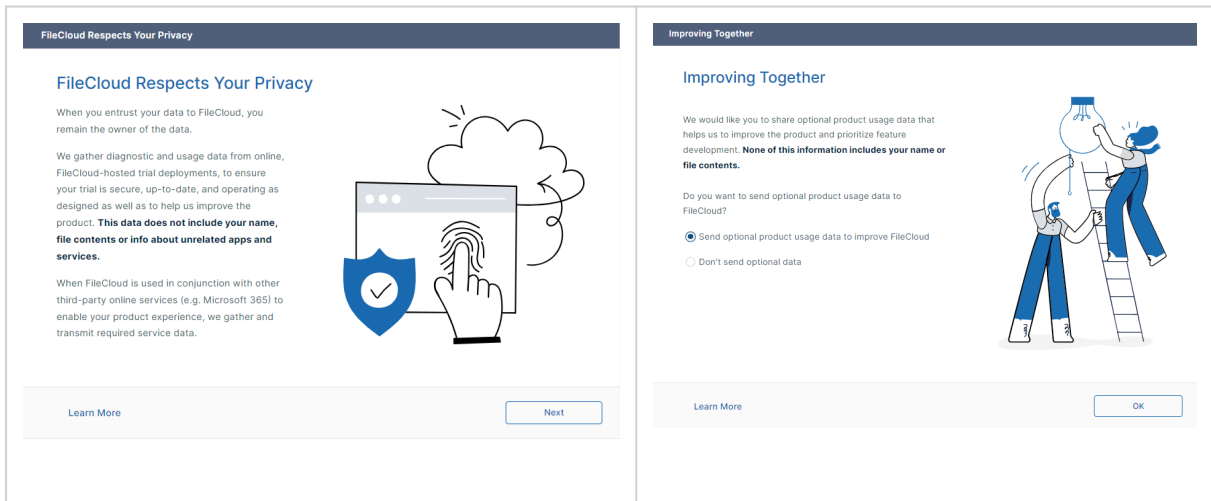 FileCloud Respects Your Privacy
FileCloud Respects Your Privacy
When you entrust your data to FileCloud, you
remain the owner of the data.
We gather diagnostic and usage data from online,
FileCloud-hosted trial deployments, to ensure
your trial is secure, up-to-date, and operating as
designed as well as to help us improve the
product. This data does not include your name,
file contents or info about unrelated apps and
services.
When FileCloud is used in conjunction with other
third-party online services (e.g. Microsoft 365) to
enable your product experience, we gather and
transmit required service data.
Learn More
Next
Improving Together
Improving Together
We would like you to share optional product usage data that
helps us to improve the product and prioritize feature
development. None of this information includes your name or
file contents.
Do you want to send optional product usage data to
FileCloud?
Send optional product usage data to improve FileCloud
Don't send optional data
Learn More
OK